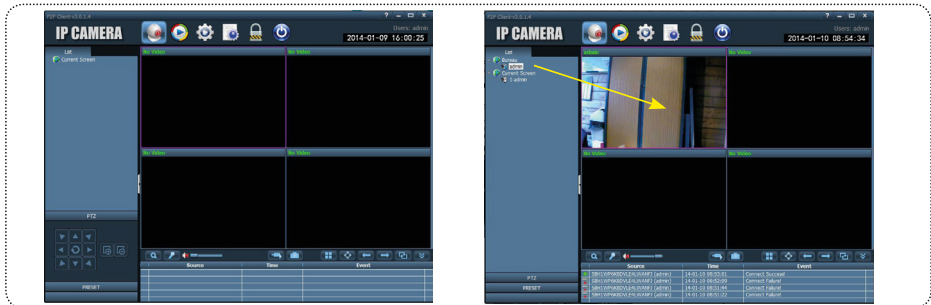 P2P Client-v3.0.1.4
IP CAMERA
Users: admin
2014-01-09 16:00:25
List
Current Screen
No Video
No Video
No Video
No Video
PTZ
PRESET
Source Time Event
P2P Client-v3.0.1.4
IP CAMERA
Users: admin
2014-01-10 08:54:34
List
Bureau
admin
Current Screen
1-admin
admin
No Video
No Video
No Video
PTZ
PRESET
Source Time Event
(admin) 14-01-10 08:53:01 Connect Succeed
(admin) 14-01-10 08:52:09 Connect Failure!
(admin) 14-01-10 08:51:44 Connect Failure!
(admin) 14-01-10 08:51:22 Connect Failure!